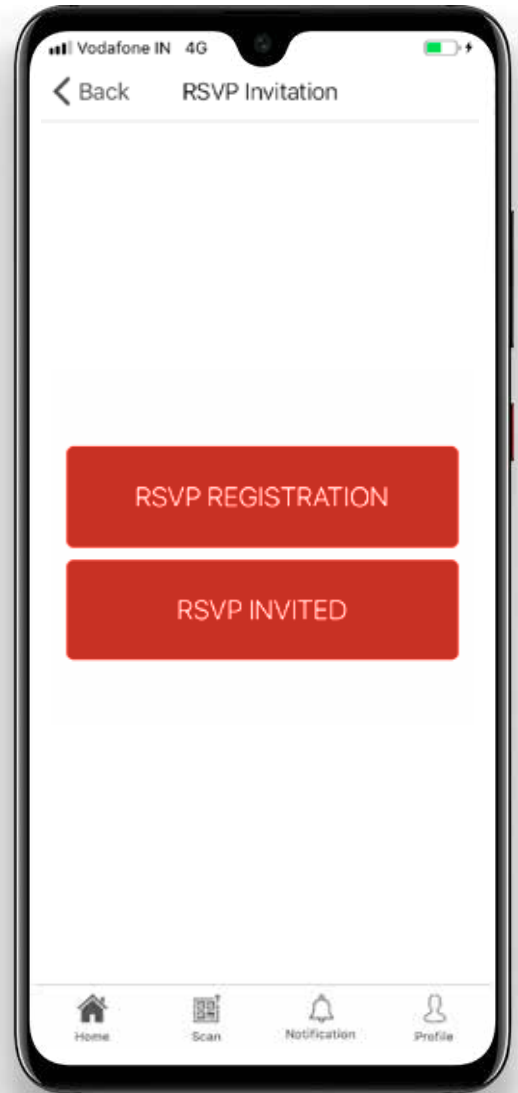 Vodafone IN 4G
Back RSVP Invitation
RSVP REGISTRATION
RSVP INVITED
Home Scan Notification Profile